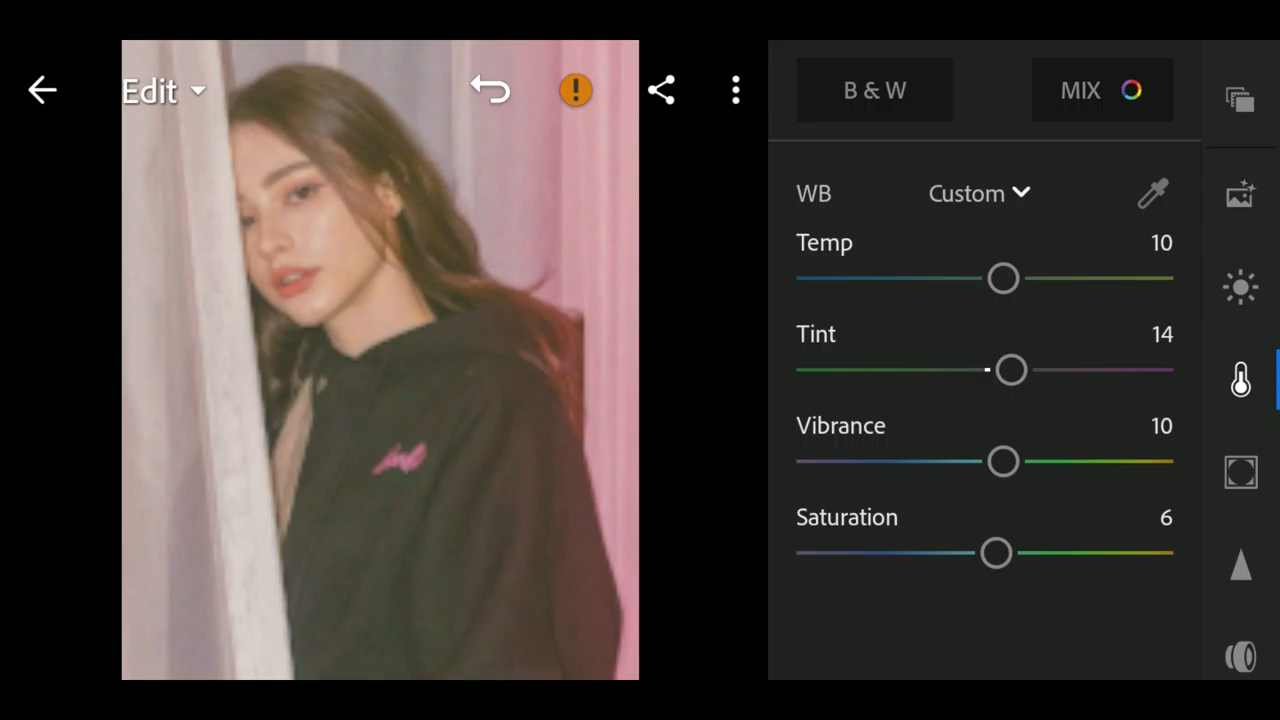 Edit
B & W
MIX
WB
Custom
Temp
10
Tint
14
Vibrance
10
Saturation
6